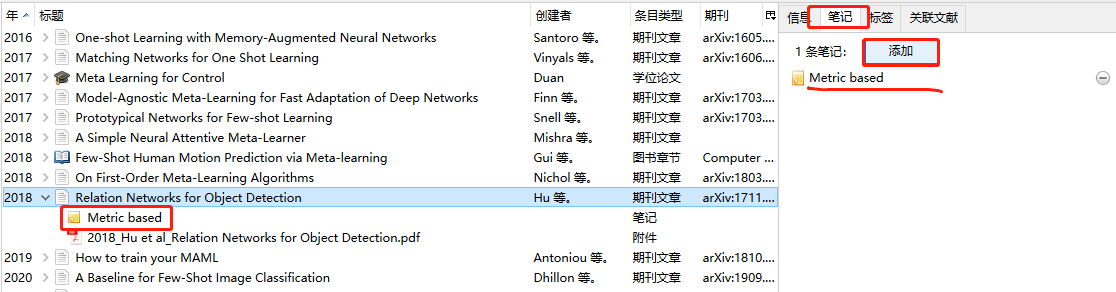 年 标题 创建者 条目类型 期刊 信息 笔记 标签 关联文献
2016 One-shot Learning with Memory-Augmented Neural Networks Santoro 等。 期刊文章 arXiv:1605....
1 条笔记: 添加
2017 Matching Networks for One Shot Learning Vinyals 等。 期刊文章 arXiv:1606....
2017 Meta Learning for Control Duan 学位论文
Metric based
2017 Model-Agnostic Meta-Learning for Fast Adaptation of Deep Networks Finn 等。 期刊文章 arXiv:1703....
2017 Prototypical Networks for Few-shot Learning Snell 等。 期刊文章 arXiv:1703....
2018 A Simple Neural Attentive Meta-Learner Mishra 等。 期刊文章
2018 Few-Shot Human Motion Prediction via Meta-learning Gui 等。 图书章节 Computer ...
2018 On First-Order Meta-Learning Algorithms Nichol 等。 期刊文章 arXiv:1803....
2018 Relation Networks for Object Detection Hu 等。 期刊文章 arXiv:1711....
Metric based 笔记
2018_Hu et al_Relation Networks for Object Detection.pdf 附件
2019 How to train your MAML Antoniou 等。 期刊文章 arXiv:1810....
2020 A Baseline for Few-Shot Image Classification Dhillon 等。 期刊文章 arXiv:1909....